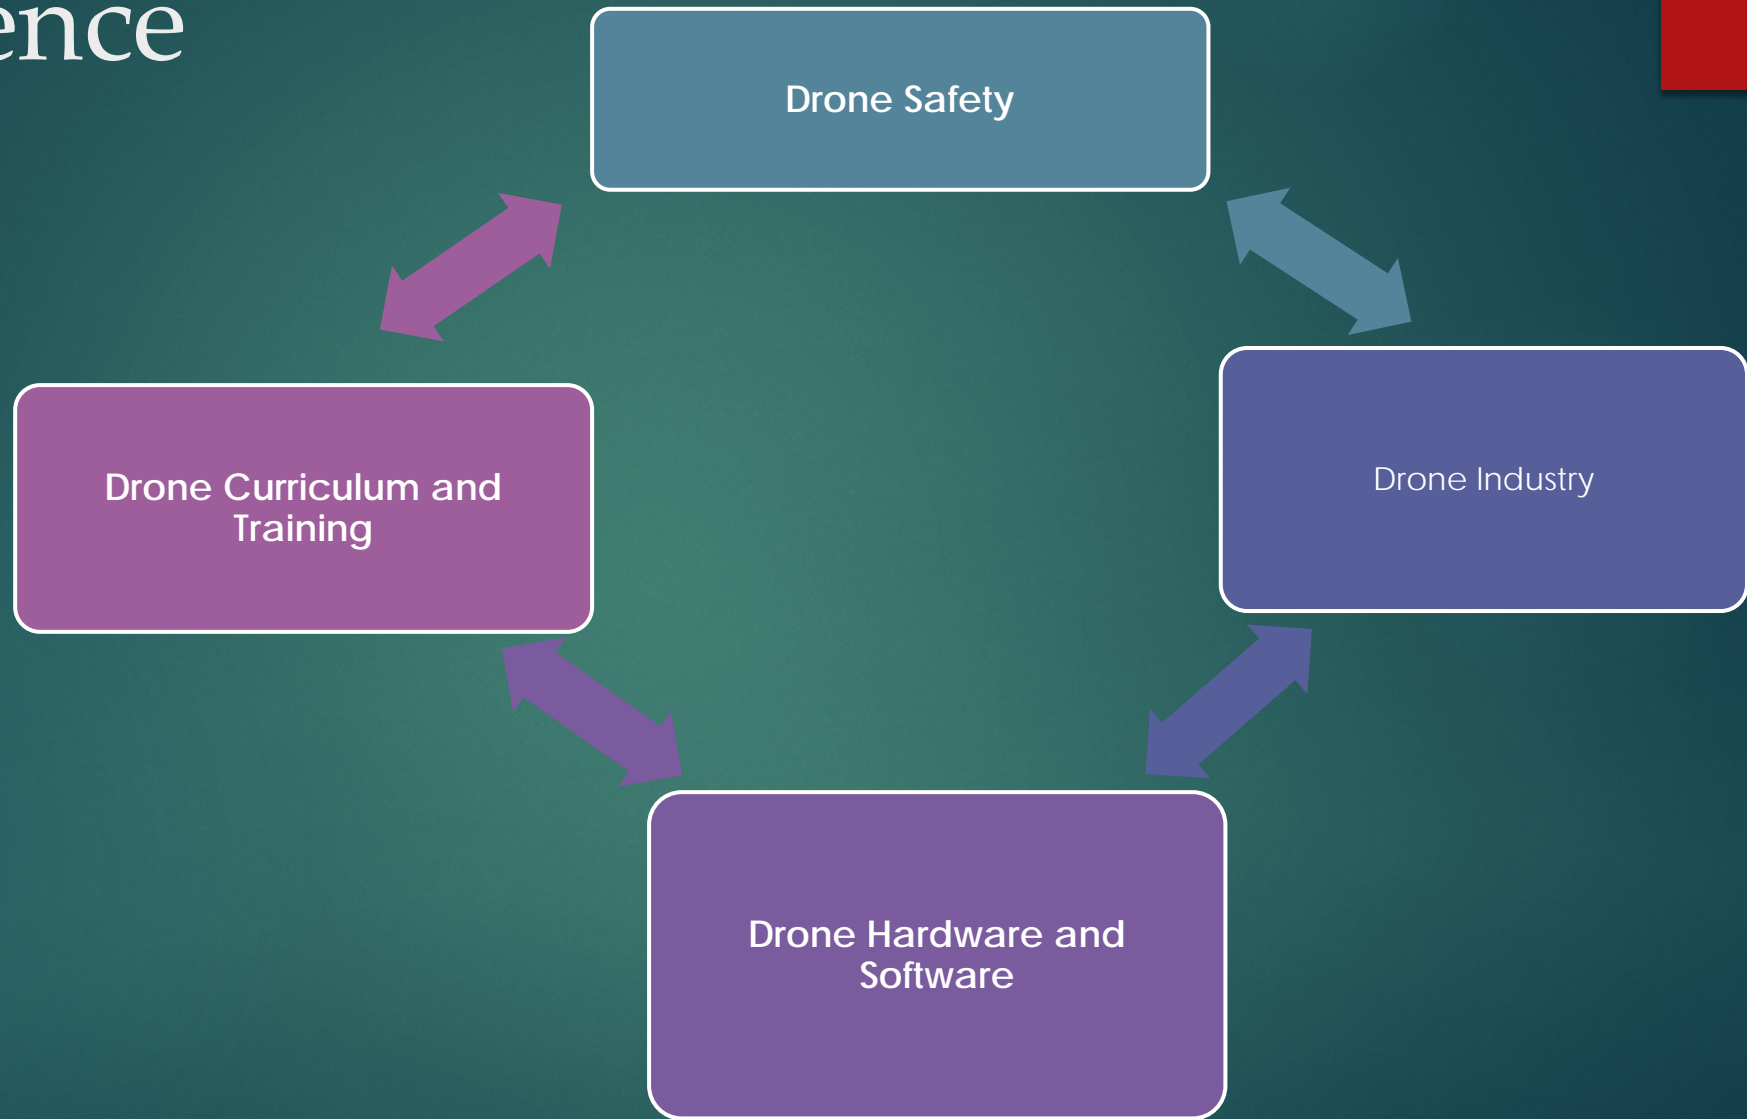 ence
Drone Safety
Drone Curriculum and
Training
Drone Industry
Drone Hardware and
Software